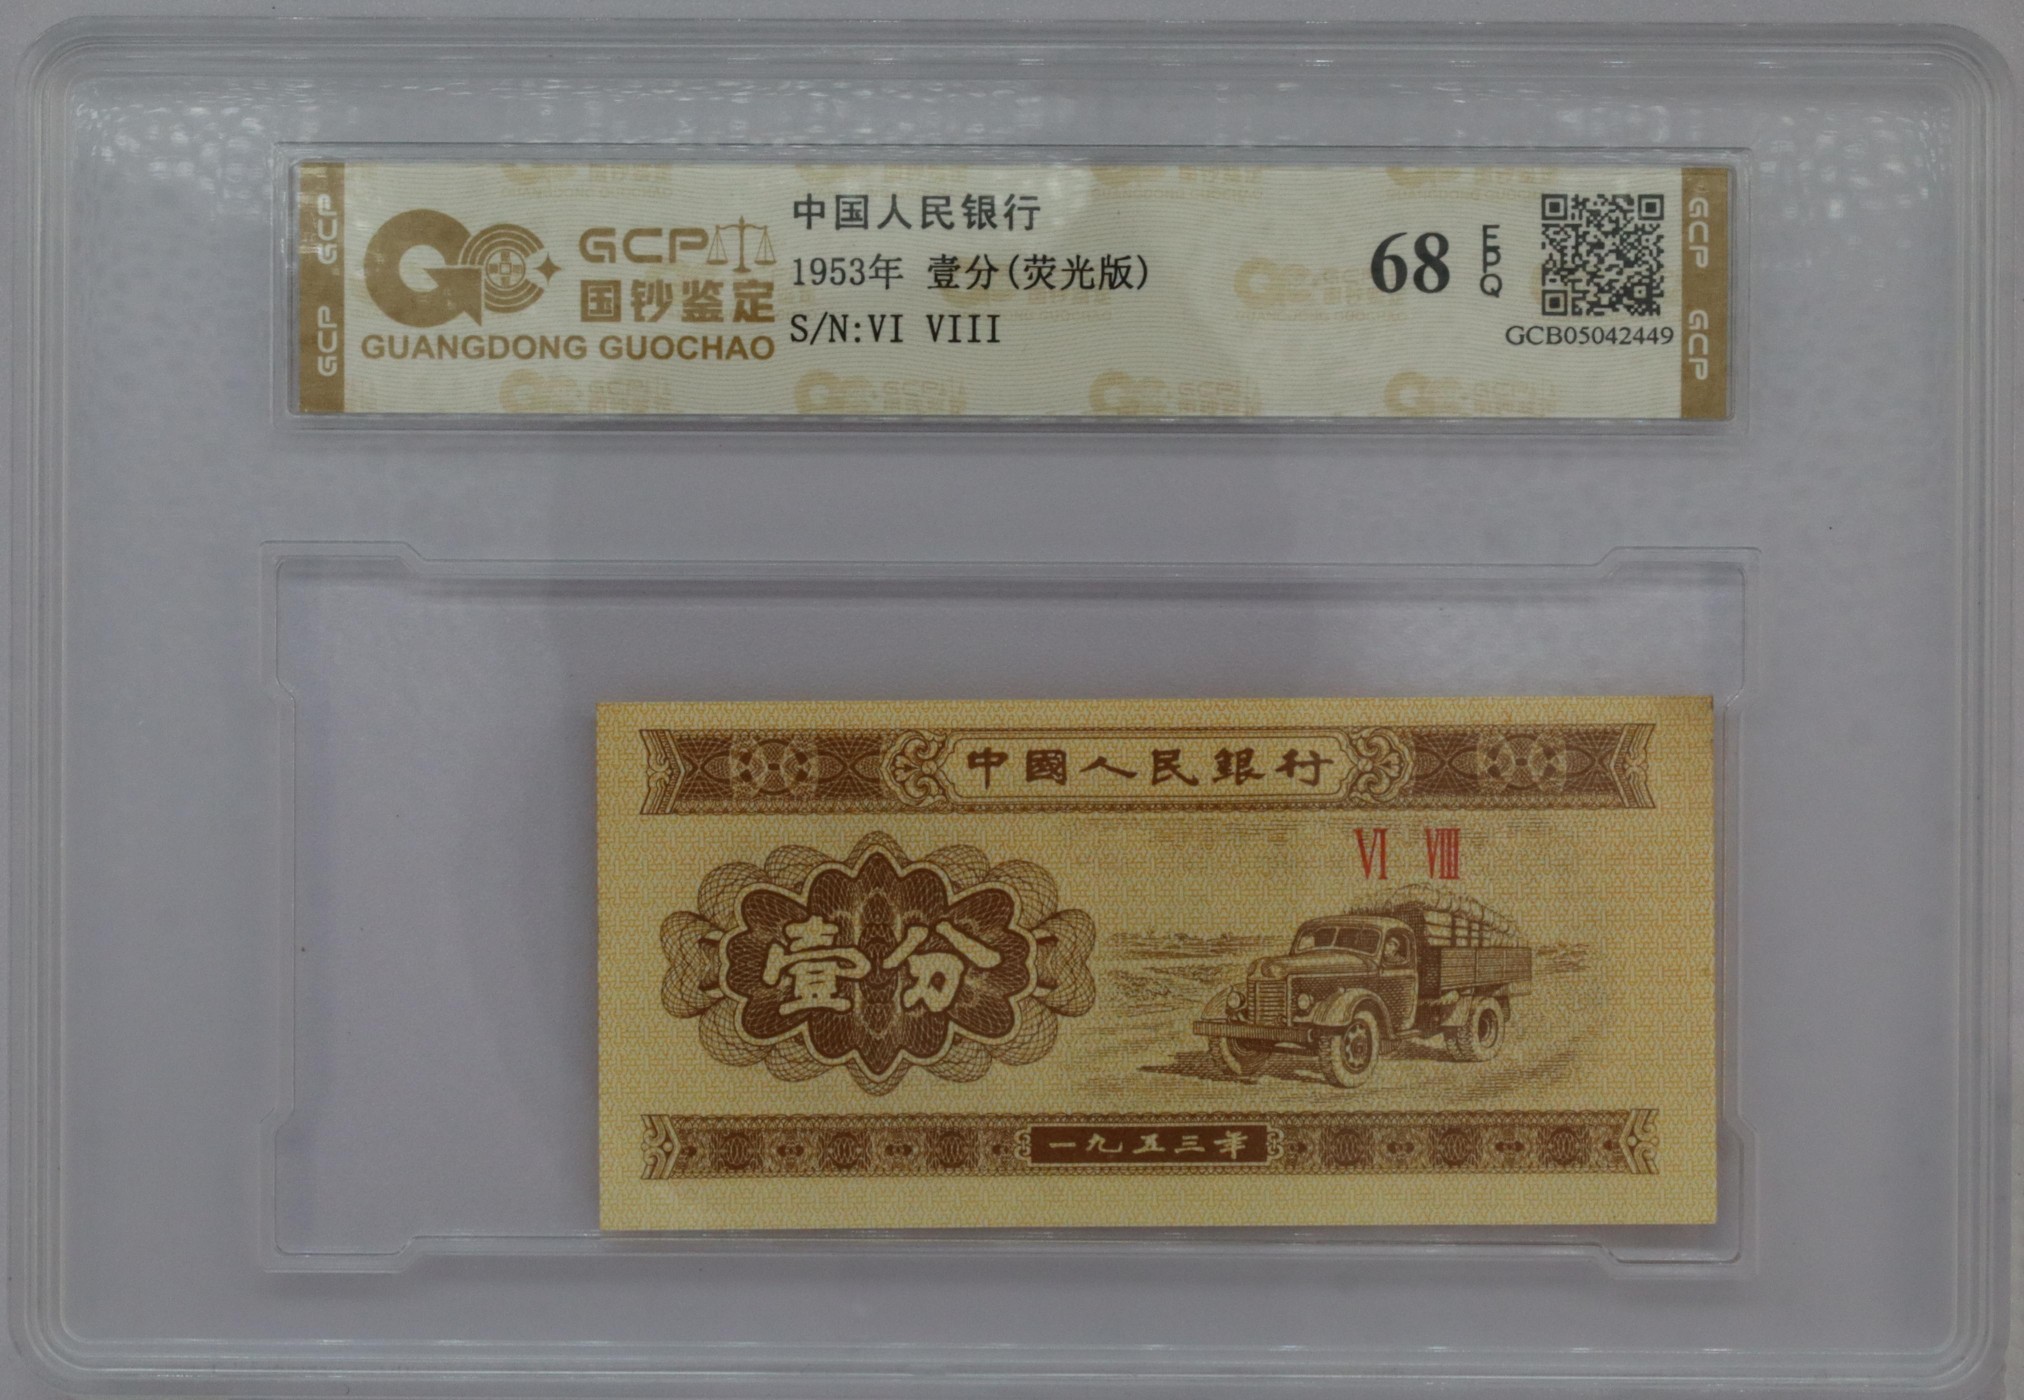 GCP
国钞鉴定
GUANGDONG GUOCHAO
中国人民银行
1953年 壹分(荧光版)
S/N:VI VIII
68 EPQ
GCB05042449
GCP GCP
GCP GCP
中國人民銀行
VI VIII
壹分
一九五三年